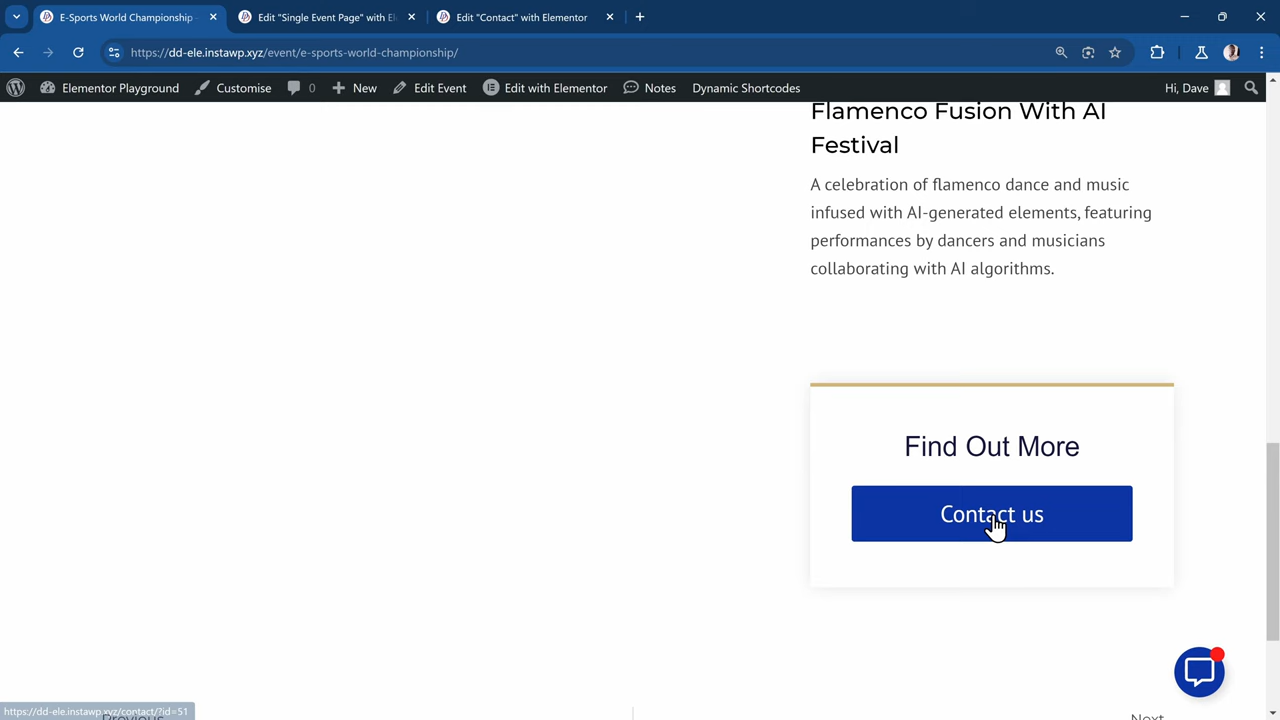 E-Sports World Championship
Edit "Single Event Page" with El
Edit "Contact" with Elementor
https://dd-ele.instawp.xyz/event/e-sports-world-championship/
Elementor Playground
Customise
0
New
Edit Event
Edit with Elementor
Notes
Dynamic Shortcodes
Hi, Dave
Flamenco Fusion With AI
Festival
A celebration of flamenco dance and music
infused with AI-generated elements, featuring
performances by dancers and musicians
collaborating with AI algorithms.
Find Out More
Contact us
https://dd-ele.instawp.xyz/contact/?id=51
Previous
Next